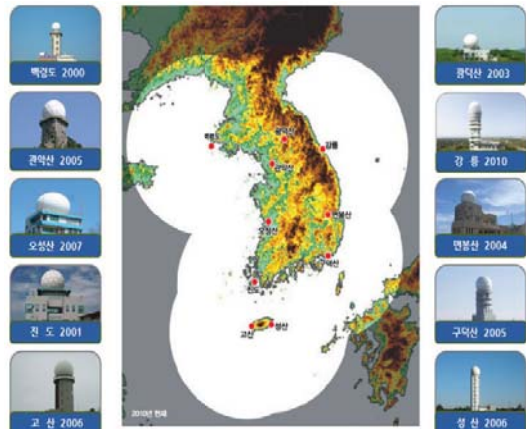 백령도 2000
관악산 2005
오성산 2007
진 도 2001
고 산 2006
백령도
광덕산
강릉
관악산
면봉산
오성산
구덕산
진도
고산
성산
2010년 현재
광덕산 2003
강 릉 2010
면봉산 2004
구덕산 2005
성 산 2006